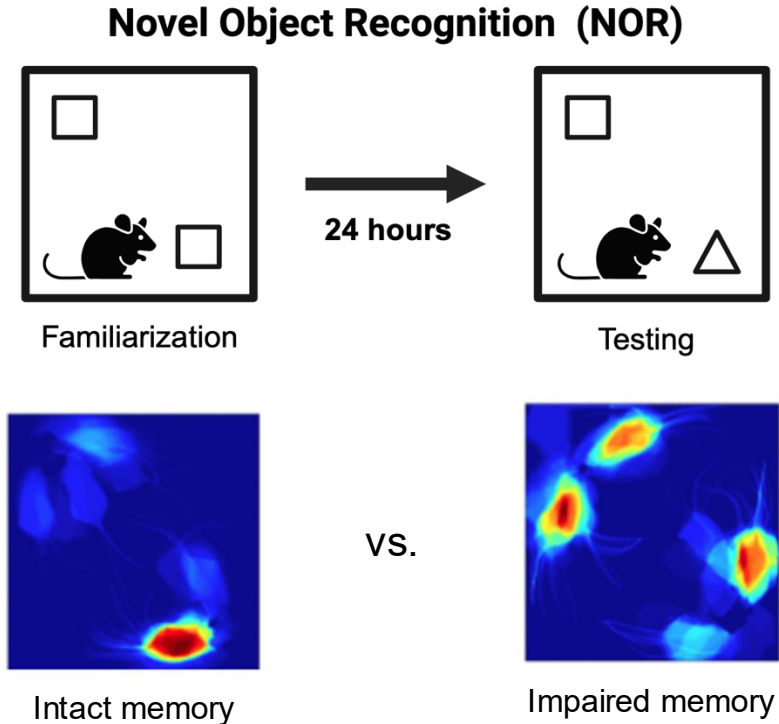 Novel Object Recognition (NOR)
24 hours
Familiarization
Testing
vs.
Intact memory
Impaired memory